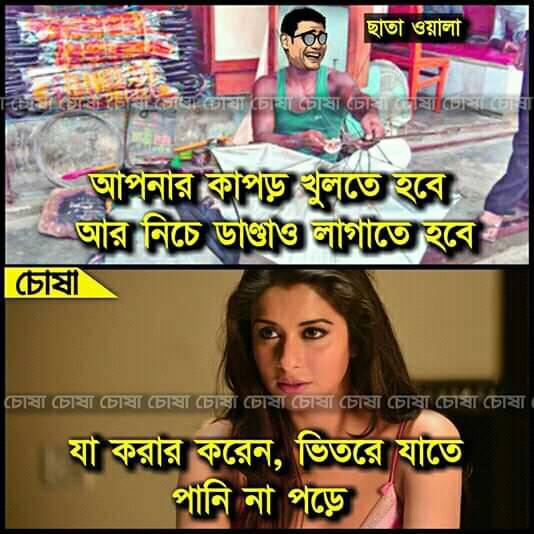 ছাতা ওয়ালা
চোষা চোষা চোষা চোষা চোষা চোষা চোষা চোষা চোষা চোষা চোষা
আপনার কাপড় খুলতে হবে
আর নিচে ডাণ্ডাও লাগাতে হবে
চোষা
চোষা চোষা চোষা চোষা চোষা চোষা চোষা চোষা চোষা চোষা চোষা
যা করার করেন, ভিতরে যাতে
পানি না পড়ে